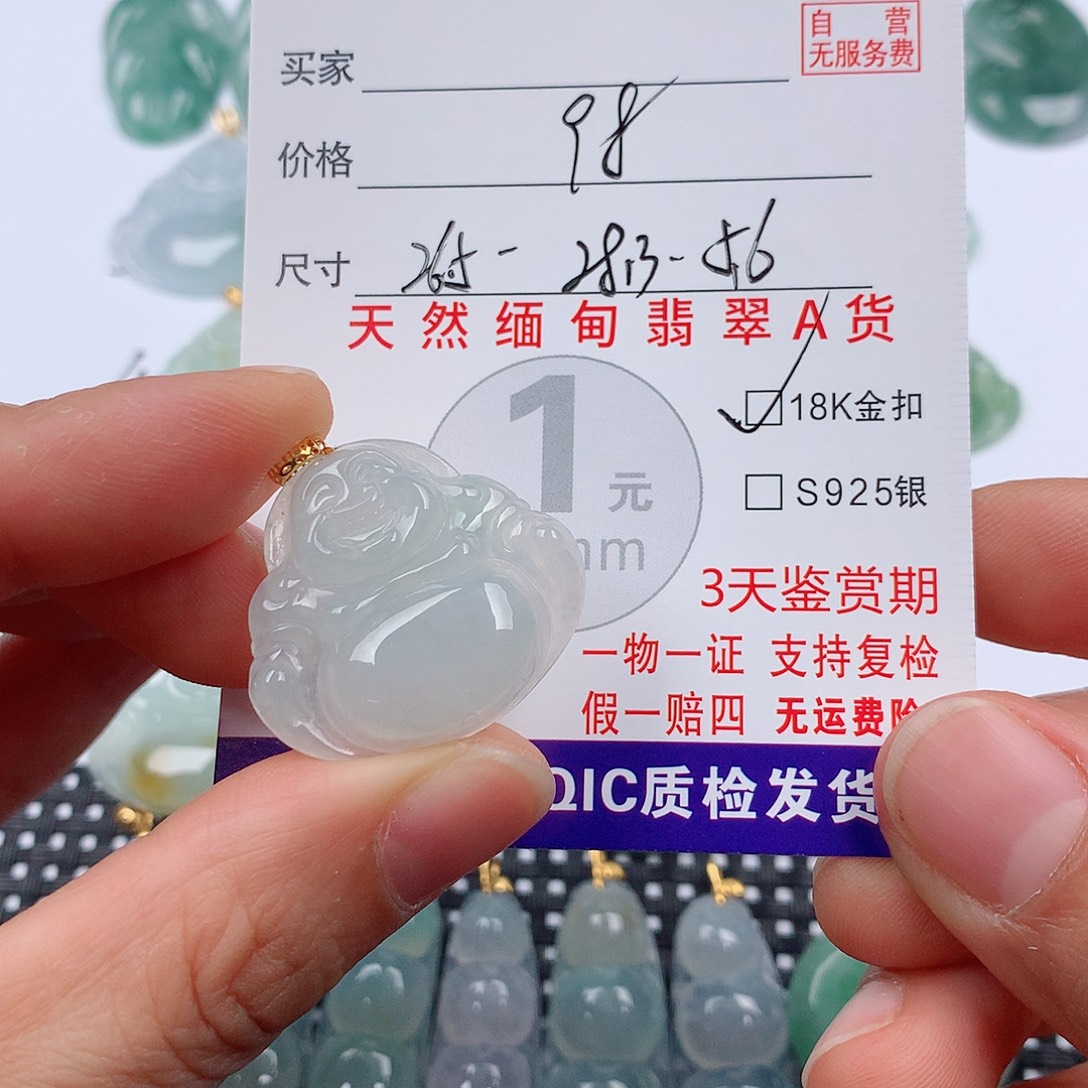 自 营
无服务费
买家
价格 98
尺寸 26.5 - 28.3 - 5.6
天然缅甸翡翠A货
1
元
mm
18K金扣
S925银
3天鉴赏期
一物一证 支持复检
假一赔四 无运费险
QIC质检发货